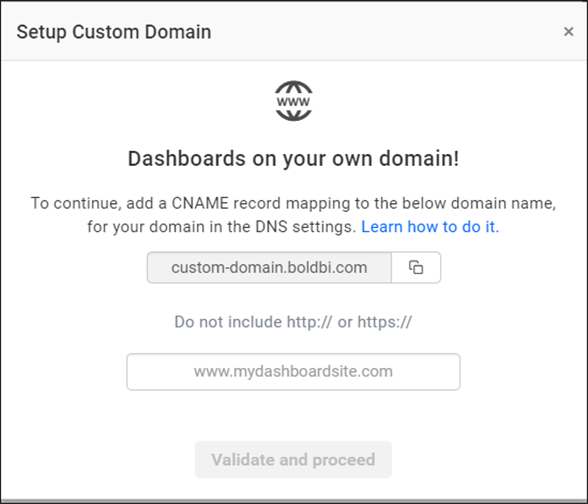 Setup Custom Domain
×
www
Dashboards on your own domain!
To continue, add a CNAME record mapping to the below domain name,
for your domain in the DNS settings. Learn how to do it.
custom-domain.boldbi.com
Do not include http:// or https://
www.mydashboardsite.com
Validate and proceed